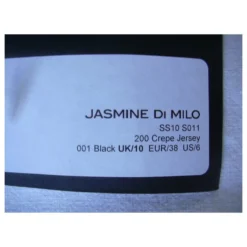 JASMINE Di MILO
SS10 S011
200 Crepe Jersey
001 Black UK/10 EUR/38 US/6